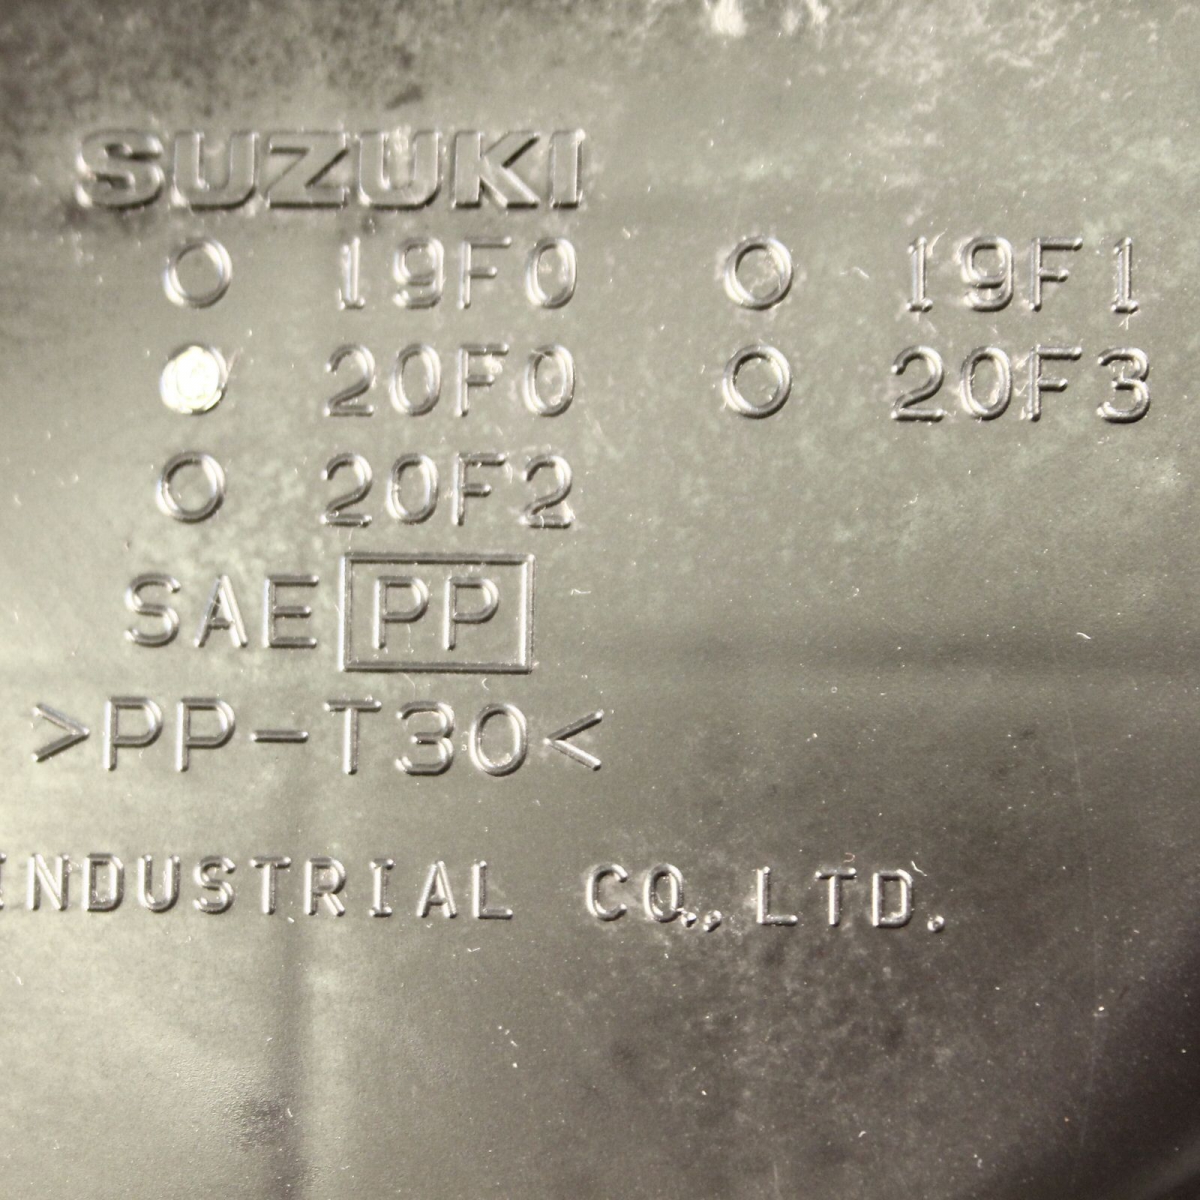 SUZUKI
19F0 19F1
20F0 20F3
20F2
SAE PP
>PP-T30<
INDUSTRIAL CO., LTD.